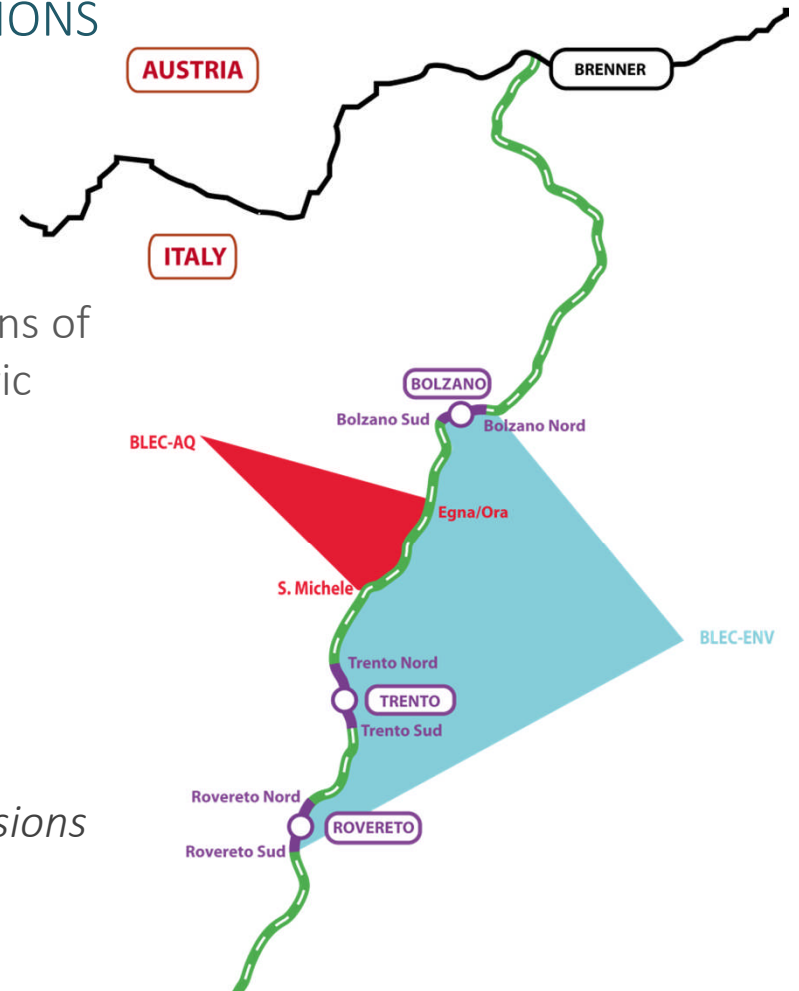 IONS
AUSTRIA
BRENNER
ITALY
ns of
ic
BOLZANO
Bolzano Sud
Bolzano Nord
BLEC-AQ
Egna/Ora
S. Michele
BLEC-ENV
Trento Nord
TRENTO
Trento Sud
Rovereto Nord
sions
ROVERETO
Rovereto Sud